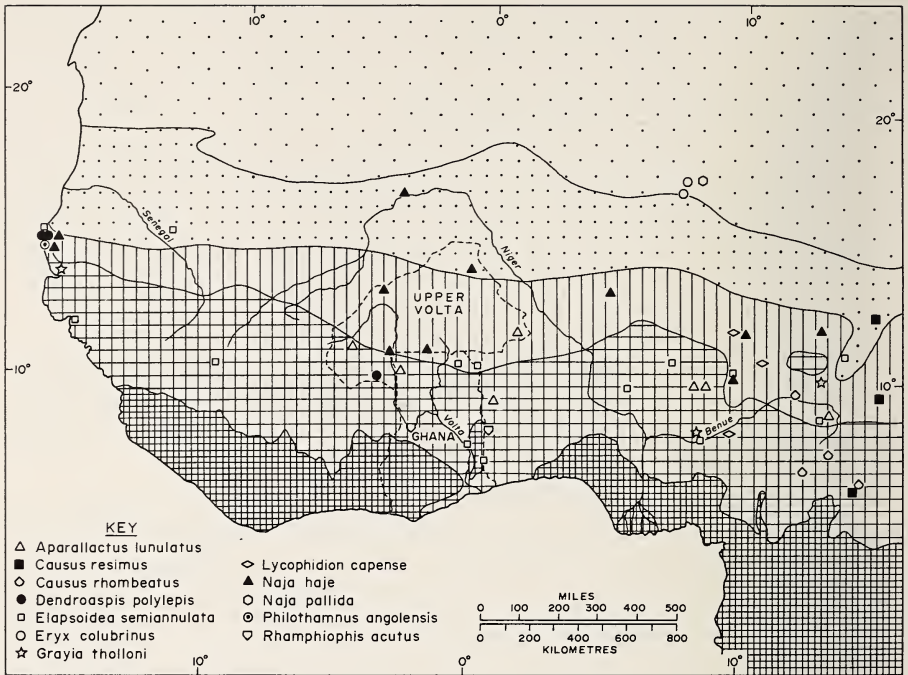 10° 0° 10°
20° 20°
Senegal
Niger
UPPER
VOLTA
10° 10°
Volta
Benue
GHANA
KEY
△ Aparallactus lunulatus
■ Causus resimus
⬠ Causus rhombeatus
● Dendroaspis polylepis
□ Elapsoidea semiannulata
○ Eryx colubrinus
☆ Grayia tholloni
◇ Lycophidion capense
▲ Naja haje
⬡ Naja pallida
◉ Philothamnus angolensis
⛉ Rhamphiophis acutus
MILES
0 100 200 300 400 500
0 200 400 600 800
KILOMETRES
10° 0° 10°